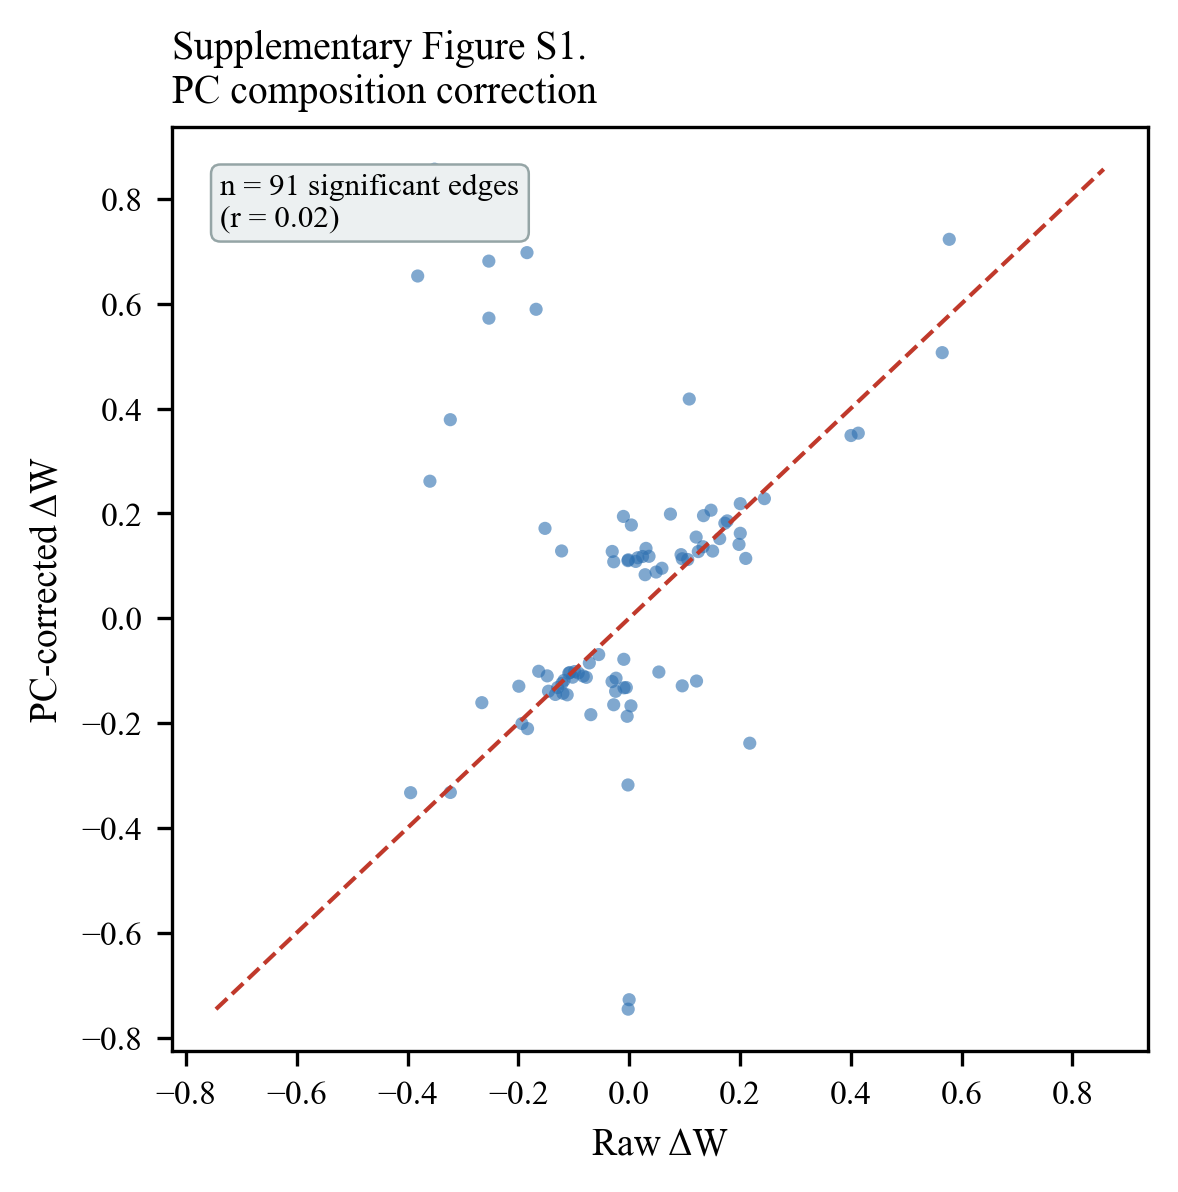 Supplementary Figure S1.
PC composition correction
n = 91 significant edges
(r = 0.02)
PC-corrected ΔW
0.8
0.6
0.4
0.2
0.0
−0.2
−0.4
−0.6
−0.8
−0.8 −0.6 −0.4 −0.2 0.0 0.2 0.4 0.6 0.8
Raw ΔW